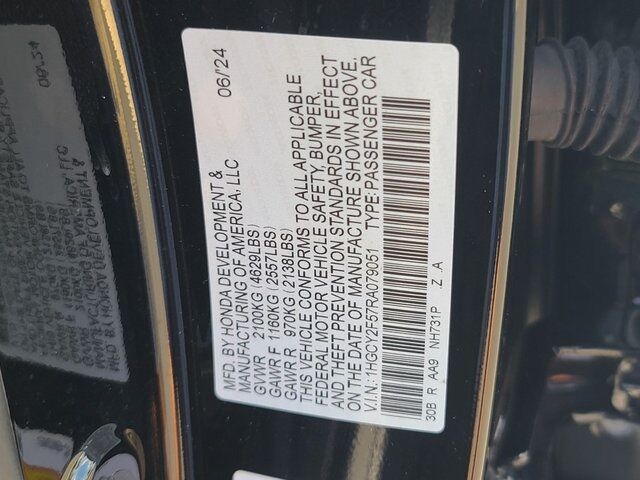 MFD. BY HONDA DEVELOPMENT & 06/24
MANUFACTURING OF AMERICA, LLC
GVWR 2100KG (4629LBS)
GAWR F 1160KG (2557LBS)
GAWR R 970KG (2138LBS)
THIS VEHICLE CONFORMS TO ALL APPLICABLE
FEDERAL MOTOR VEHICLE SAFETY, BUMPER,
AND THEFT PREVENTION STANDARDS IN EFFECT
ON THE DATE OF MANUFACTURE SHOWN ABOVE.
V.I.N.: 1HGCY2F57RA079051 TYPE: PASSENGER CAR
30B R AA9 NH731P Z A